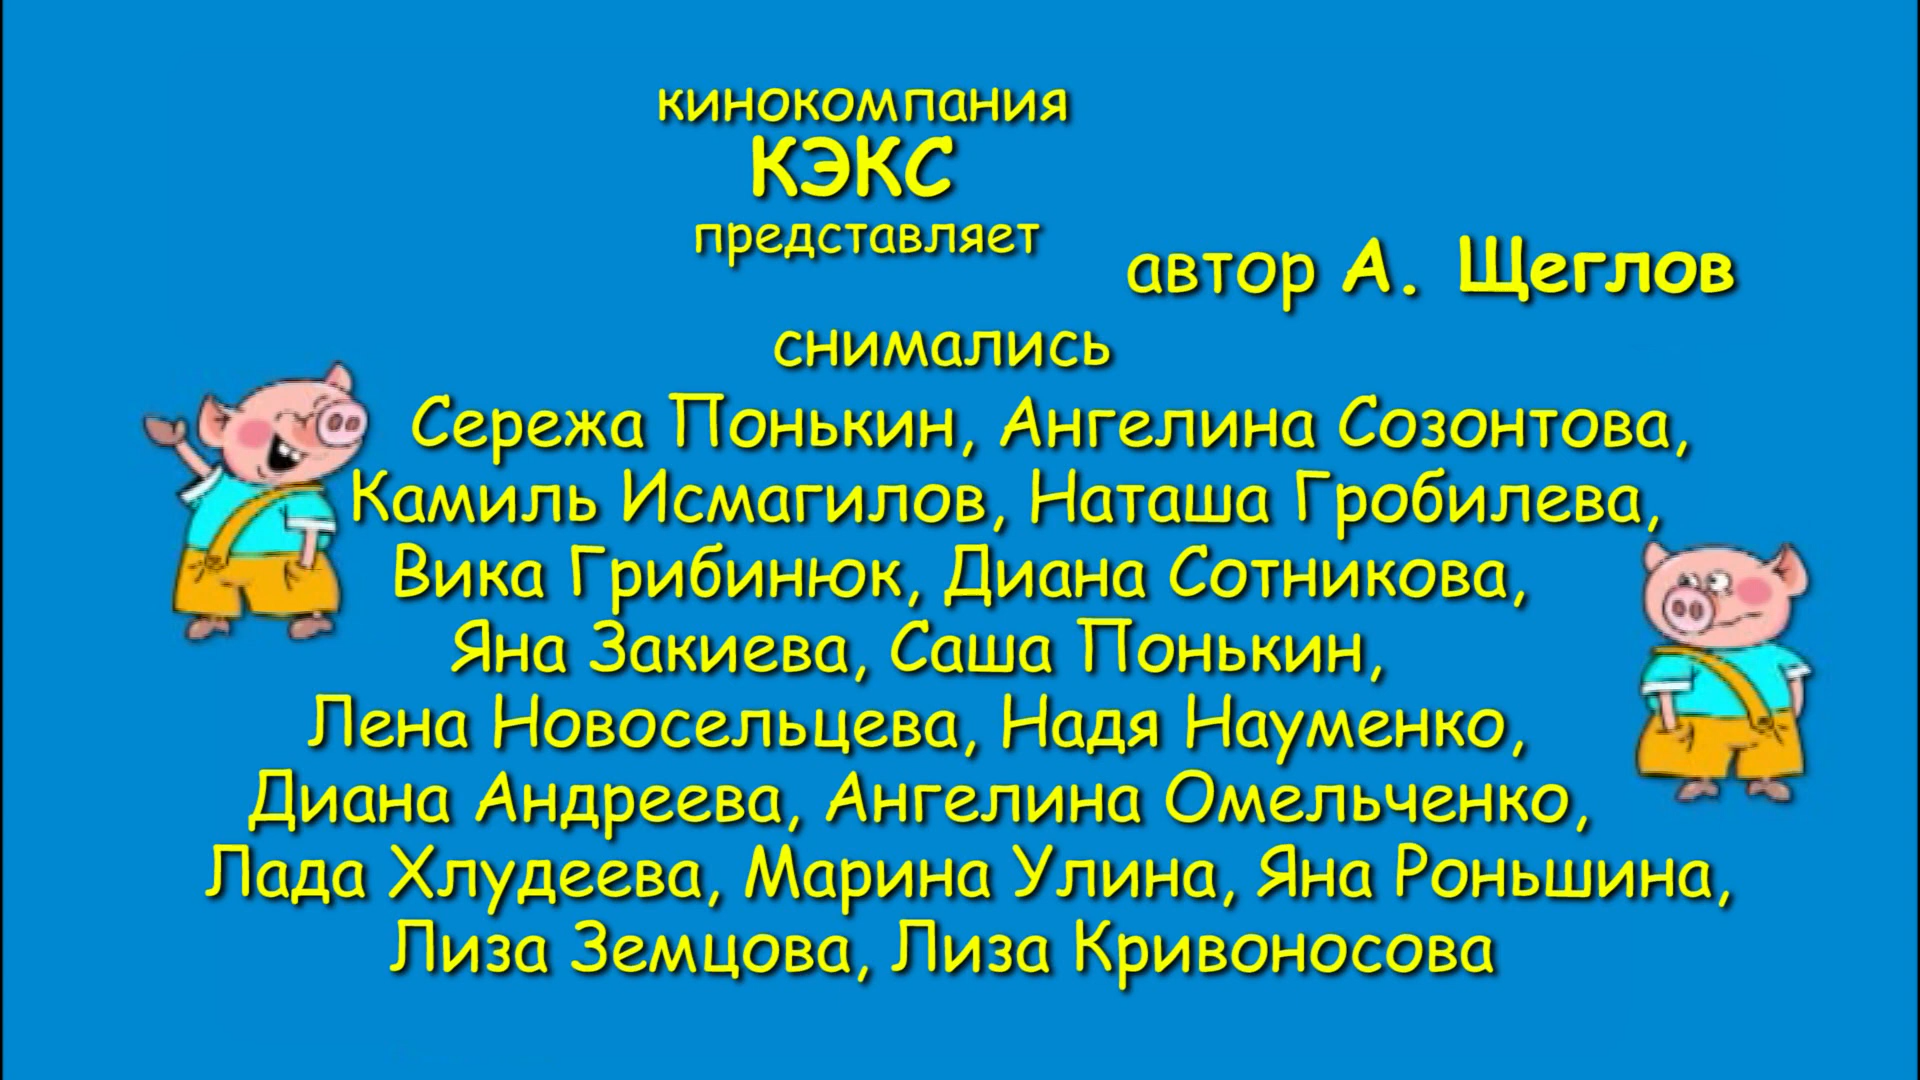 кинокомпания
КЭКС
представляет
автор А. Щеглов
снимались
Сережа Понькин, Ангелина Созонтова,
Камиль Исмагилов, Наташа Гробилева,
Вика Грибинюк, Диана Сотникова,
Яна Закиева, Саша Понькин,
Лена Новосельцева, Надя Науменко,
Диана Андреева, Ангелина Омельченко,
Лада Хлудеева, Марина Улина, Яна Роньшина,
Лиза Земцова, Лиза Кривоносова